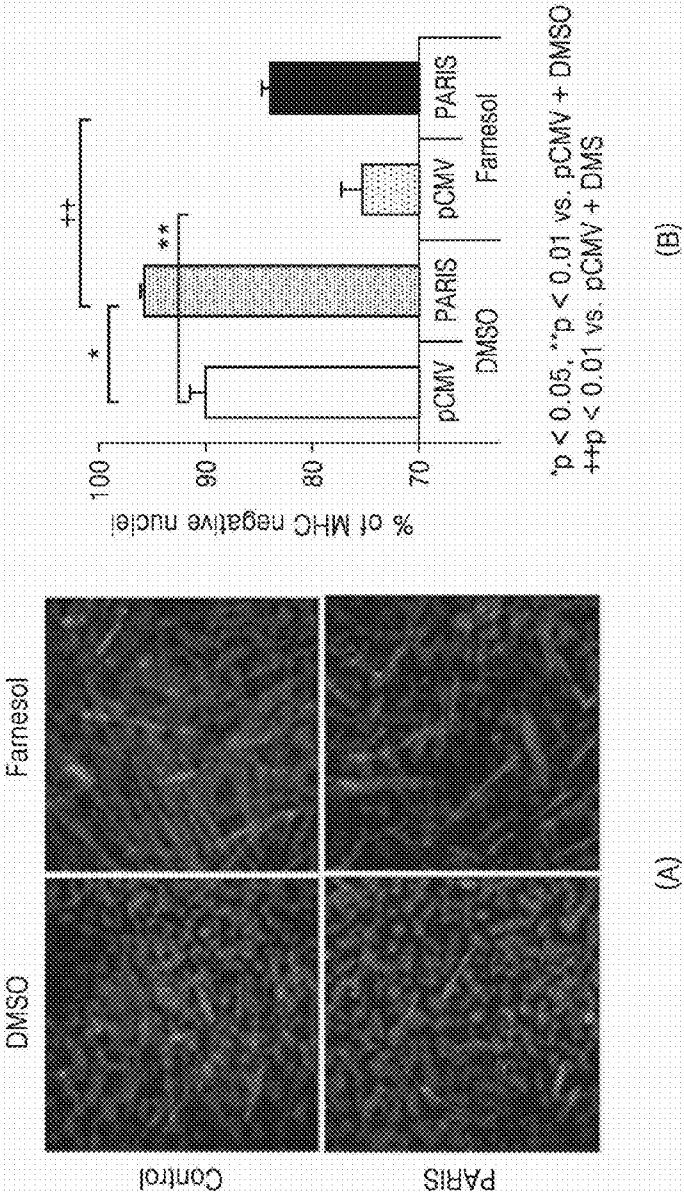 DMSO
Farnesol
Control
PARIS
(A)
% of MHC negative nuclei
100
90
80
70
*
**
++
pCMV
PARIS
pCMV
PARIS
DMSO
Farnesol
*p < 0.05, **p < 0.01 vs. pCMV + DMSO
++p < 0.01 vs. pCMV + DMS
(B)